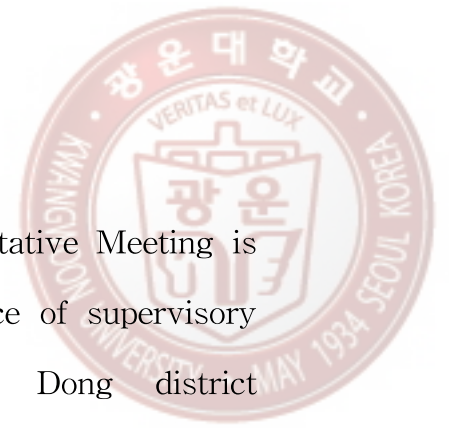 광운대학교
VERITAS et LUX
광운
KWANGWOON UNIVERSITY MAY 1934 SEOUL KOREA
tative Meeting is
ce of supervisory
Dong district